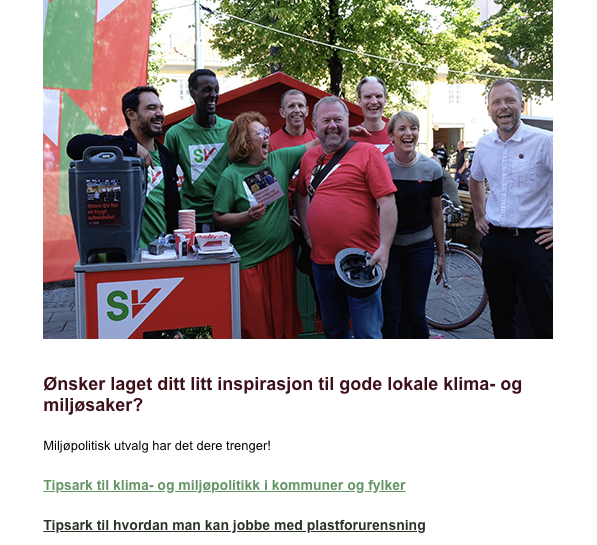 SV
SV
Ønsker laget ditt litt inspirasjon til gode lokale klima- og
miljøsaker?
Miljøpolitisk utvalg har det dere trenger!
Tipsark til klima- og miljøpolitikk i kommuner og fylker
Tipsark til hvordan man kan jobbe med plastforurensning